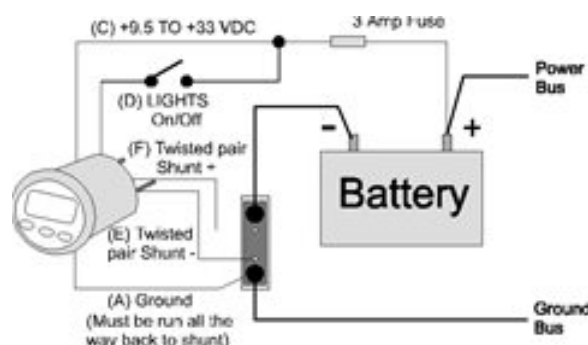 (C) +9.5 TO +33 VDC
3 Amp Fuse
Power
Bus
(D) LIGHTS
On/Off
- +
(F) Twisted pair
Shunt +
Battery
(E) Twisted
pair Shunt -
(A) Ground
(Must be run all the
way back to shunt)
Ground
Bus